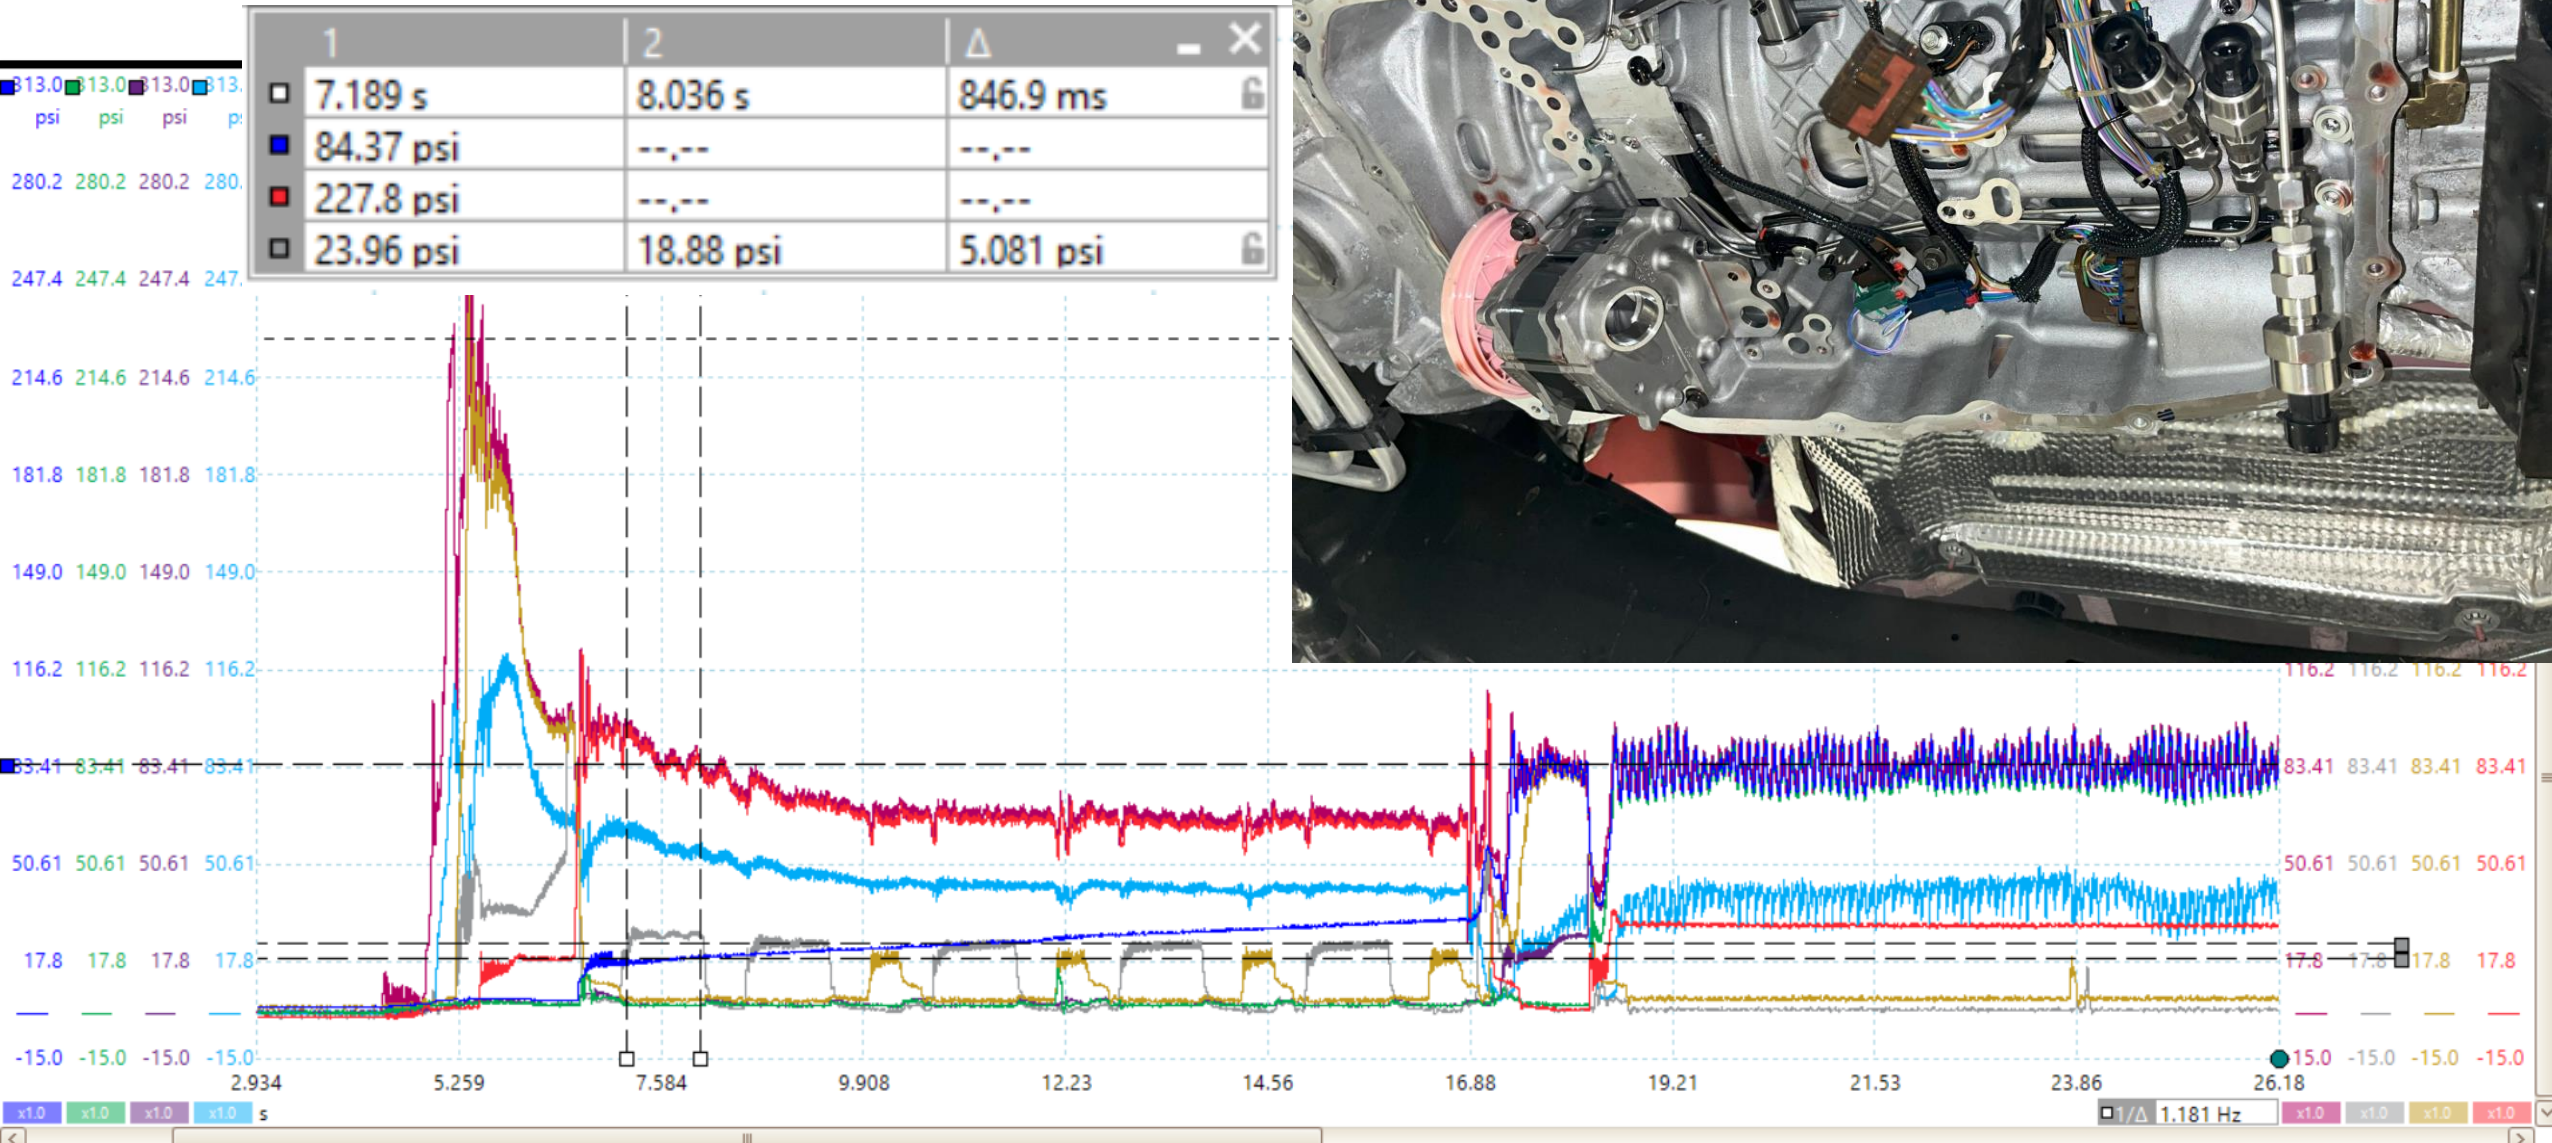 1 2 Δ
7.189 s 8.036 s 846.9 ms
84.37 psi --.-- --.--
227.8 psi --.-- --.--
23.96 psi 18.88 psi 5.081 psi
313.0 313.0 313.0 313.
psi psi psi p
280.2 280.2 280.2 280.
247.4 247.4 247.4 247.
214.6 214.6 214.6 214.6
181.8 181.8 181.8 181.8
149.0 149.0 149.0 149.0
116.2 116.2 116.2 116.2 116.2 116.2 116.2 116.2
83.41 83.41 83.41 83.41 83.41 83.41 83.41 83.41
50.61 50.61 50.61 50.61 50.61 50.61 50.61 50.61
17.8 17.8 17.8 17.8 17.8 17.8 17.8 17.8
-15.0 -15.0 -15.0 -15.0 15.0 -15.0 -15.0 -15.0
2.934 5.259 7.584 9.908 12.23 14.56 16.88 19.21 21.53 23.86 26.18
x1.0 x1.0 x1.0 x1.0 s 1/Δ 1.181 Hz x1.0 x1.0 x1.0 x1.0